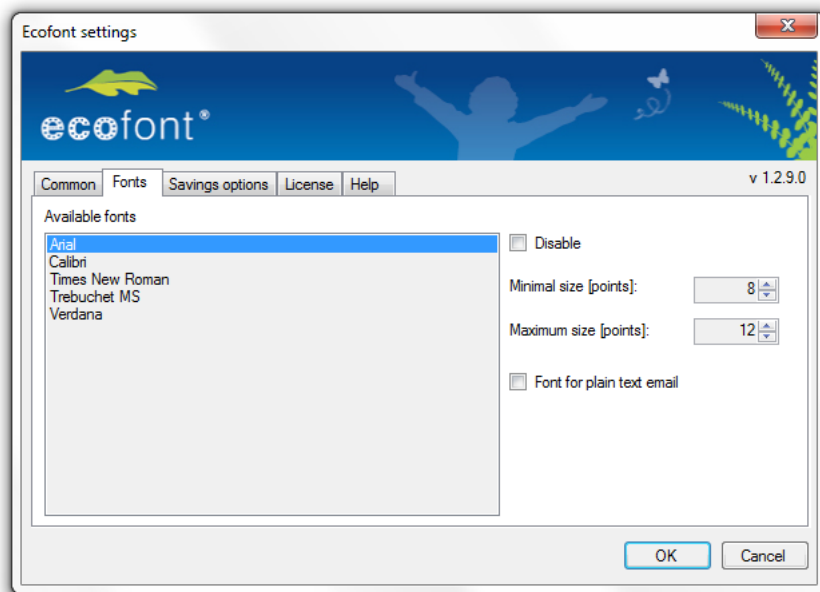 Ecofont settings
ecofont®
Common Fonts Savings options License Help v 1.2.9.0
Available fonts
Arial
Calibri
Times New Roman
Trebuchet MS
Verdana
Disable
Minimal size [points]: 8
Maximum size [points]: 12
Font for plain text email
OK Cancel